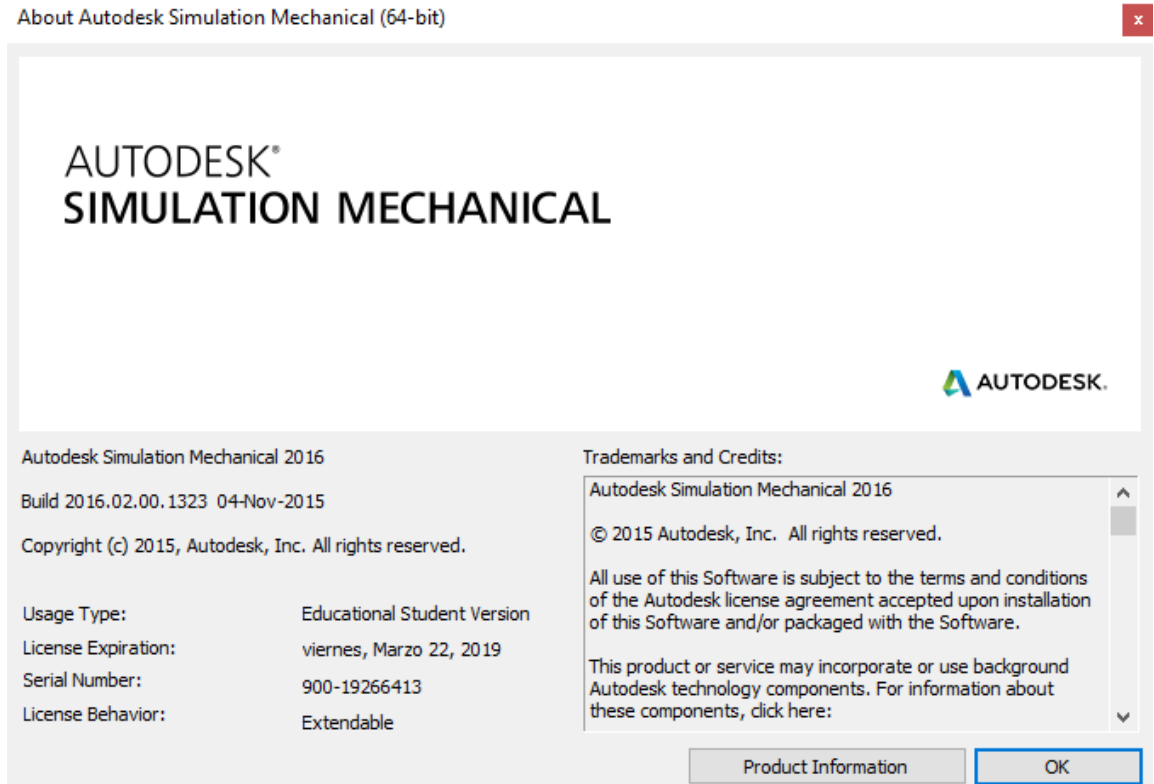 About Autodesk Simulation Mechanical (64-bit)
x
AUTODESK®
SIMULATION MECHANICAL
AUTODESK.
Autodesk Simulation Mechanical 2016
Build 2016.02.00.1323 04-Nov-2015
Copyright (c) 2015, Autodesk, Inc. All rights reserved.
Usage Type: Educational Student Version
License Expiration: viernes, Marzo 22, 2019
Serial Number: 900-19266413
License Behavior: Extendable
Trademarks and Credits:
Autodesk Simulation Mechanical 2016
© 2015 Autodesk, Inc. All rights reserved.
All use of this Software is subject to the terms and conditions
of the Autodesk license agreement accepted upon installation
of this Software and/or packaged with the Software.
This product or service may incorporate or use background
Autodesk technology components. For information about
these components, click here:
Product Information
OK